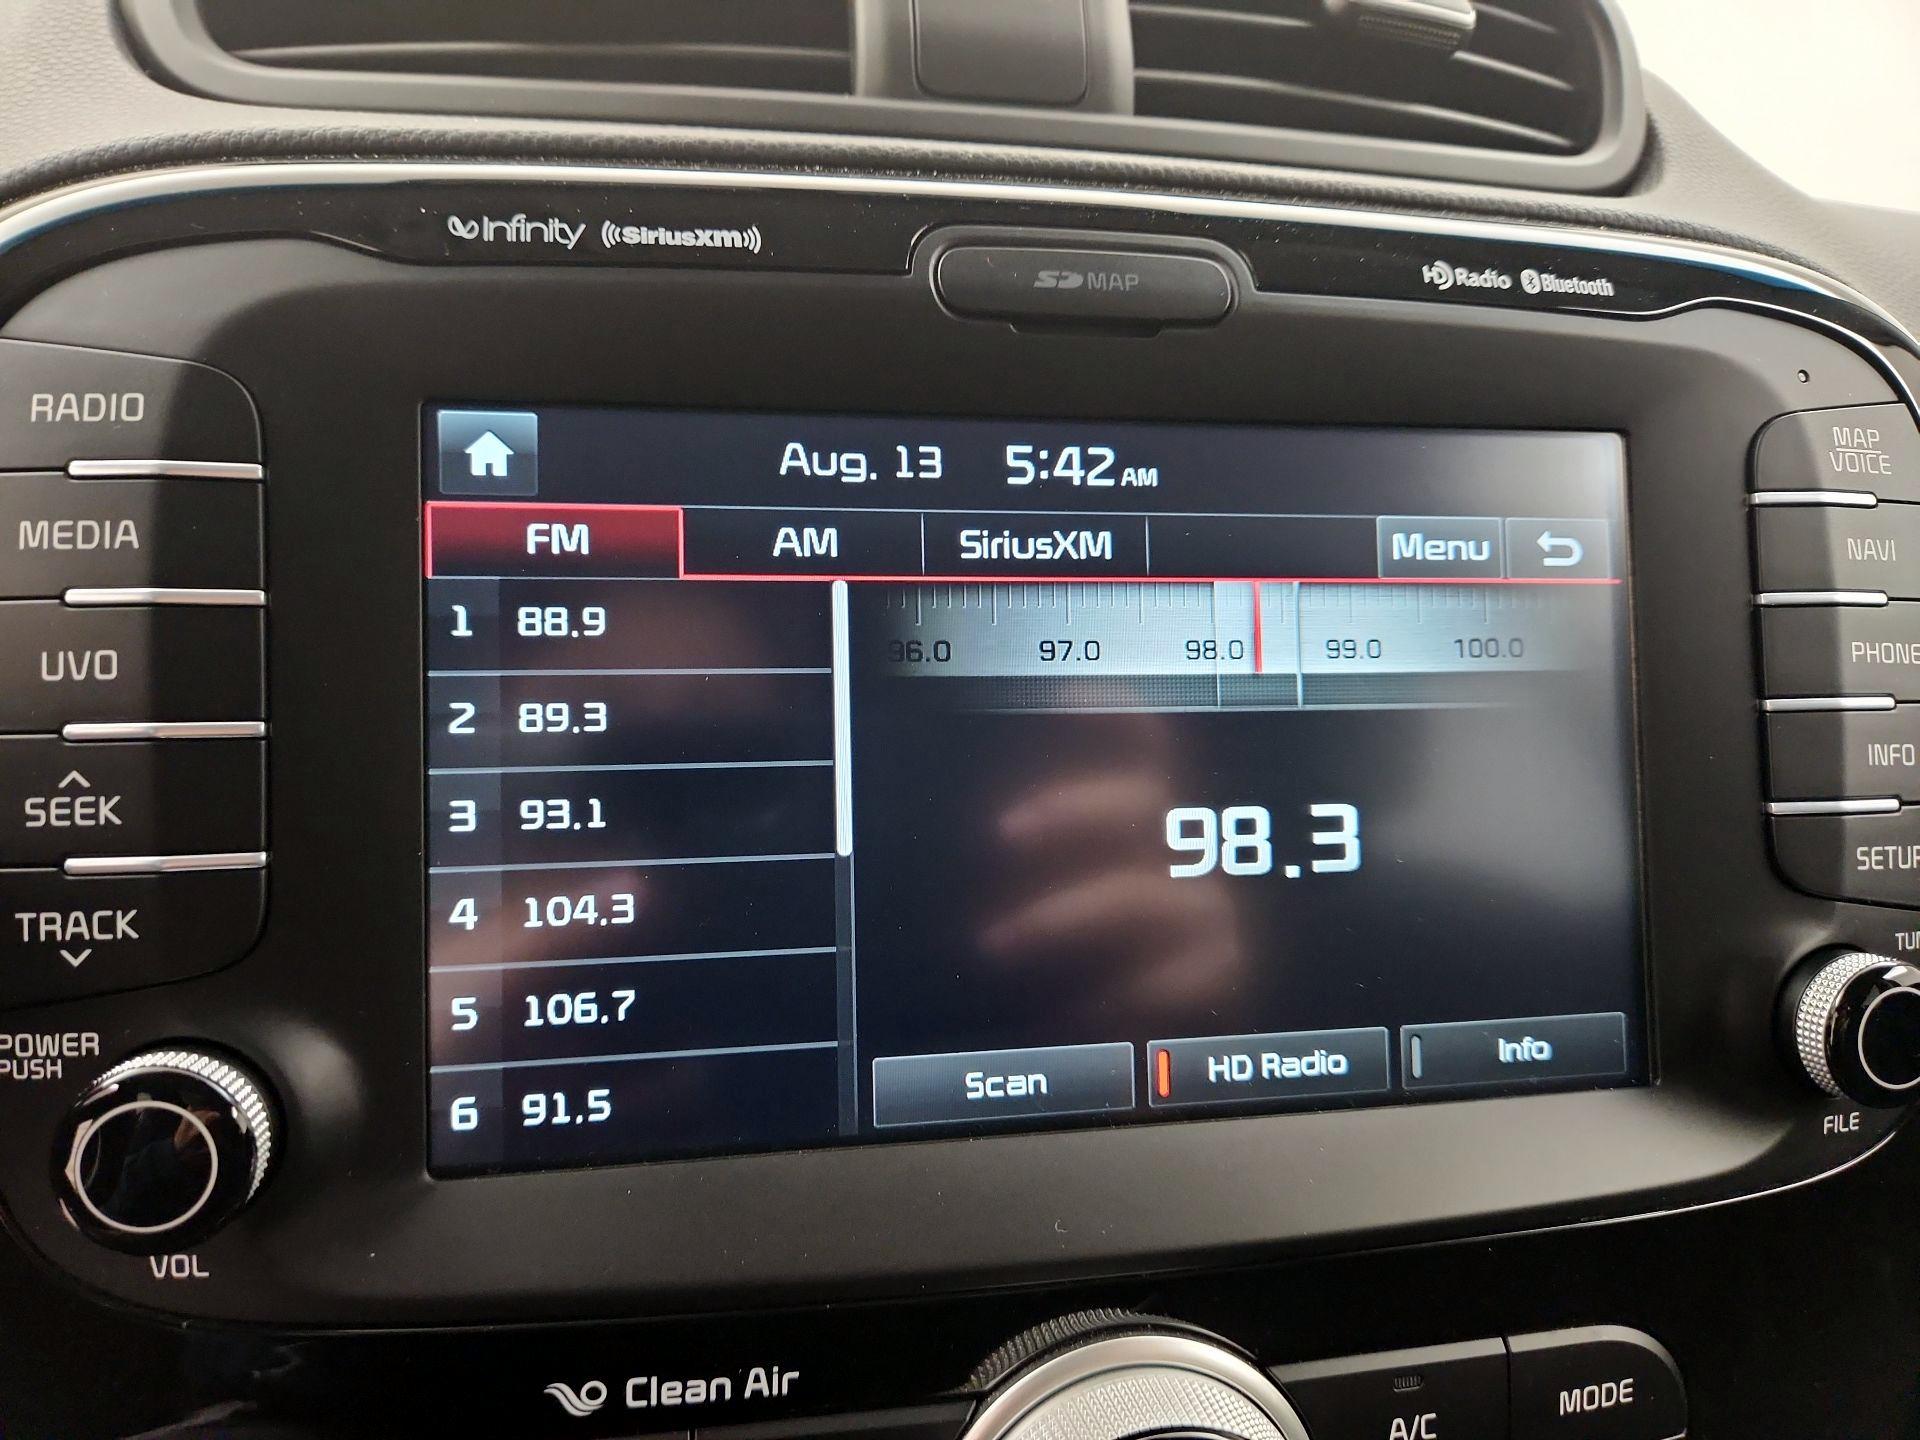 Infinity SiriusXM
SD MAP
HD Radio Bluetooth
RADIO
MEDIA
UVO
SEEK
TRACK
POWER
PUSH
VOL
Aug. 13 5:42 AM
FM AM SiriusXM Menu
1 88.9
2 89.3
3 93.1
4 104.3
5 106.7
6 91.5
96.0 97.0 98.0 99.0 100.0
98.3
Scan HD Radio Info
MAP
VOICE
NAVI
PHONE
INFO
SETUP
TUN
FILE
Clean Air
A/C
MODE